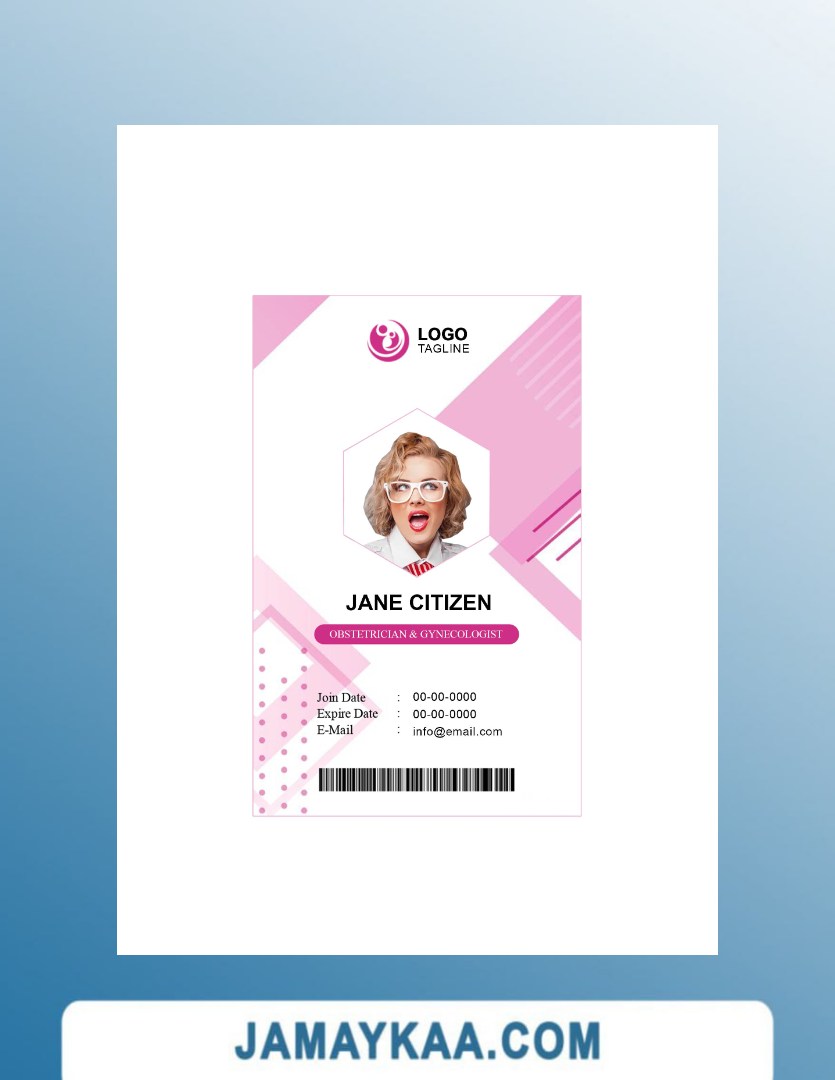 LOGO
TAGLINE
JANE CITIZEN
OBSTETRICIAN & GYNECOLOGIST
Join Date : 00-00-0000
Expire Date : 00-00-0000
E-Mail : info@email.com
JAMAYKAA.COM